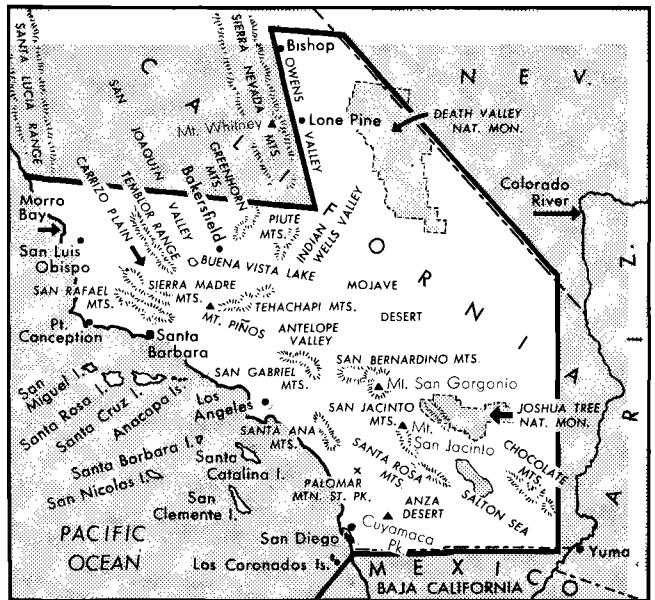 SANTA LUCIA RANGE
CALIFORNIA
SAN JOAQUIN VALLEY
SIERRA NEVADA MTS.
Bishop
OWENS VALLEY
NEV.
Mt. Whitney
Lone Pine
DEATH VALLEY
NAT. MON.
GREENHORN MTS.
Bakersfield
TEMBLOR RANGE
CARRIZO PLAIN
Colorado
River
Morro
Bay
PIUTE
MTS.
INDIAN
WELLS VALLEY
San Luis
Obispo
BUENA VISTA LAKE
SAN RAFAEL
MTS.
SIERRA MADRE
MTS.
MOJAVE
DESERT
TEHACHAPI MTS.
MT. PIÑOS
ANTELOPE
VALLEY
Pt.
Conception
Santa
Barbara
ARIZ.
SAN BERNARDINO MTS.
SAN GABRIEL
MTS.
Mt. San Gorgonio
San
Miguel I.
Santa Rosa I.
Santa Cruz I.
Anacapa Is.
Los
Angeles
SAN JACINTO
MTS.
Mt.
San Jacinto
JOSHUA TREE
NAT. MON.
SANTA ANA
MTS.
CHOCOLATE
MTS.
Santa Barbara I.
San Nicolas I.
Santa
Catalina I.
SANTA ROSA
MTS.
PALOMAR
MTN. ST. PK.
SALTON SEA
San
Clemente I.
ANZA
DESERT
PACIFIC
OCEAN
San Diego
Cuyamaca
Pk.
Yuma
Los Coronados Is.
MEXICO
BAJA CALIFORNIA